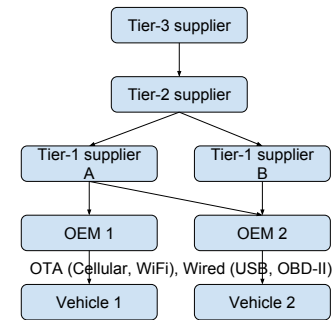 Tier-3 supplier
Tier-2 supplier
Tier-1 supplier
A
Tier-1 supplier
B
OEM 1
OEM 2
OTA (Cellular, WiFi), Wired (USB, OBD-II)
Vehicle 1
Vehicle 2